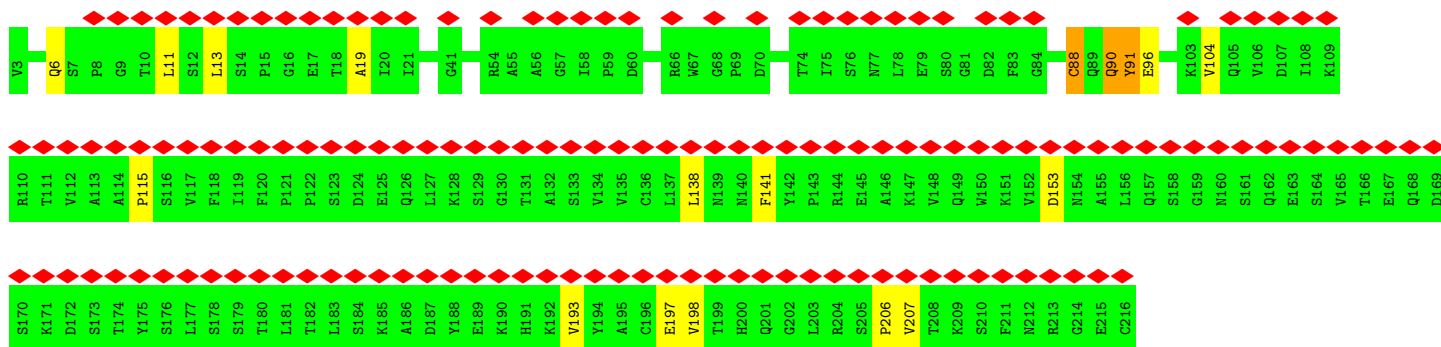 V3 Q6 S7 P8 G9 T10 L11 S12 L13 S14 P15 G16 E17 T18 A19 I20 I21 G41 R54 A55 A56 G57 I58 P59 D60 R66 W67 G68 P69 D70 T74 I75 S76 N77 L78 E79 S80 G81 D82 F83 G84 C88 Q89 Q90 Y91 E96 K103 V104 Q105 V106 D107 I108 K109
R110 T111 V112 A113 A114 P115 S116 V117 F118 I119 F120 P121 P122 S123 D124 E125 Q126 L127 K128 S129 G130 T131 A132 S133 V134 V135 C136 L137 L138 N139 N140 F141 Y142 P143 R144 E145 A146 K147 V148 Q149 W150 K151 V152 D153 N154 A155 L156 Q157 S158 G159 N160 S161 Q162 E163 S164 V165 T166 E167 Q168 D169
S170 K171 D172 S173 T174 Y175 S176 L177 S178 S179 T180 L181 T182 L183 S184 K185 A186 D187 Y188 E189 K190 H191 K192 V193 Y194 A195 C196 E197 V198 T199 H200 Q201 G202 L203 R204 S205 P206 V207 T208 K209 S210 F211 N212 R213 G214 E215 C216